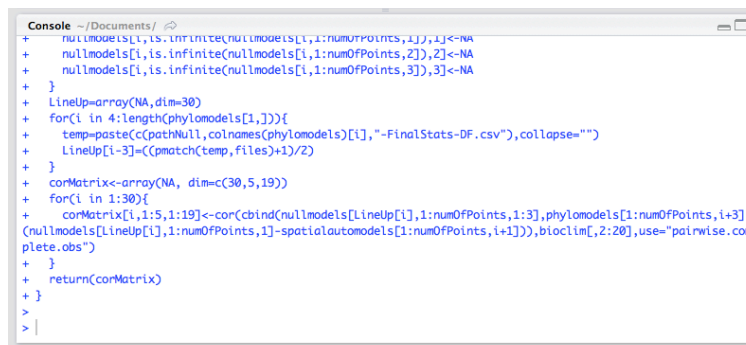 Console ~/Documents/
+ nullmodels[i,is.infinite(nullmodels[i,1:numOfPoints,1]),1]<-NA
+ nullmodels[i,is.infinite(nullmodels[i,1:numOfPoints,2]),2]<-NA
+ nullmodels[i,is.infinite(nullmodels[i,1:numOfPoints,3]),3]<-NA
+ }
+ LineUp=array(NA,dim=30)
+ for(i in 4:length(phylomodels[1,])){
+ temp=paste(c(pathNull,colnames(phylomodels)[i],"-FinalStats-DF.csv"),collapse="")
+ LineUp[i-3]=((pmatch(temp,files)+1)/2)
+ }
+ corMatrix<-array(NA, dim=c(30,5,19))
+ for(i in 1:30){
+ corMatrix[i,1:5,1:19]<-cor(cbind(nullmodels[LineUp[i],1:numOfPoints,1:3],phylomodels[1:numOfPoints,i+3]
(nullmodels[LineUp[i],1:numOfPoints,1]-spatialautomodels[1:numOfPoints,i+1])),bioclim[,2:20],use="pairwise.co
plete.obs")
+ }
+ return(corMatrix)
+ }
>
>